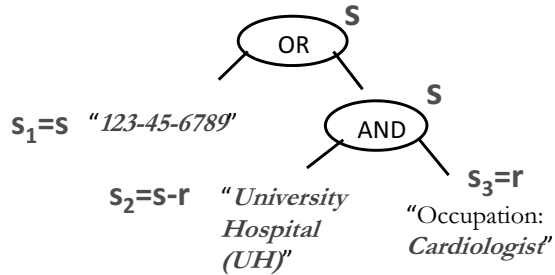 s
OR
s
s₁=s "123-45-6789"
AND
s₂=s-r "University
Hospital
(UH)"
s₃=r
"Occupation:
Cardiologist"